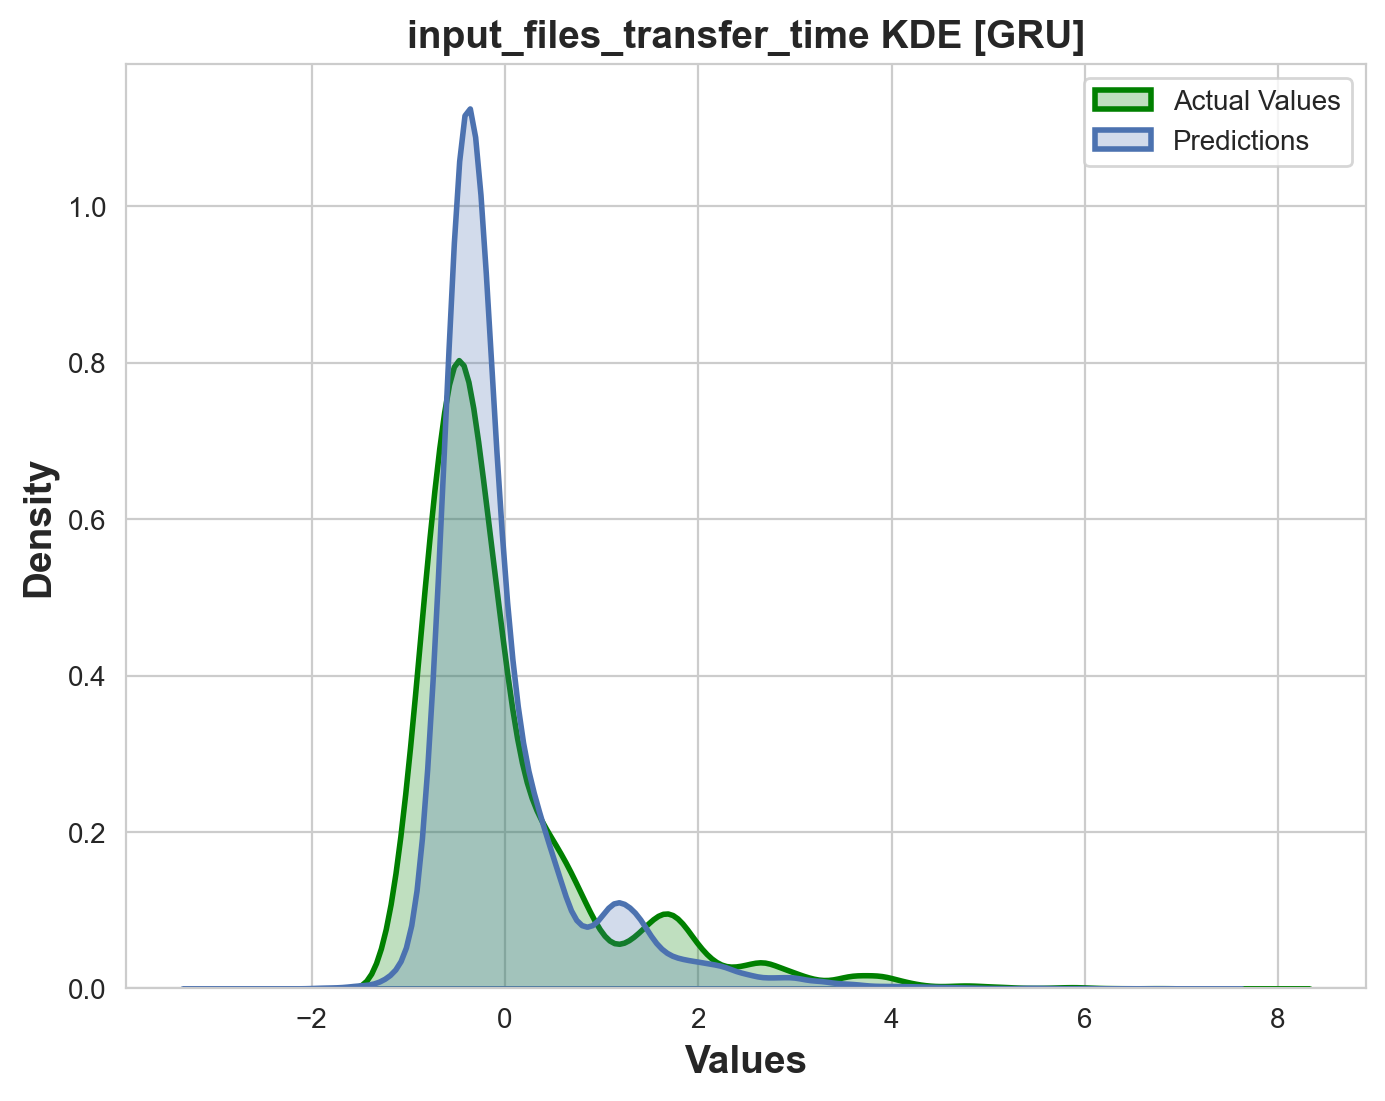 input_files_transfer_time KDE [GRU]
Actual Values
Predictions
Density
1.0
0.8
0.6
0.4
0.2
0.0
−2 0 2 4 6 8
Values